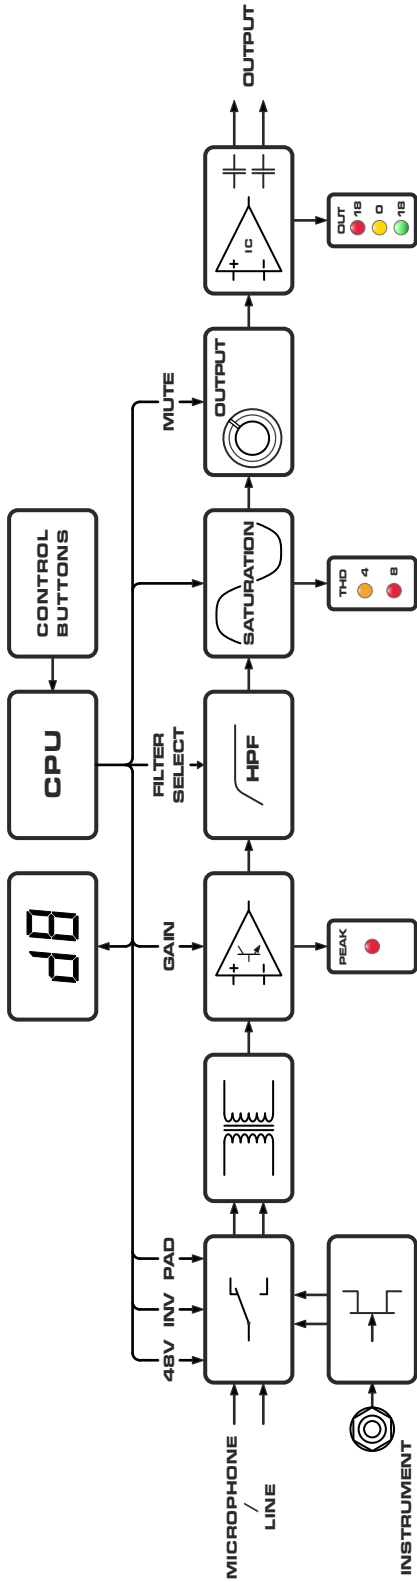 dB
CPU
CONTROL
BUTTONS
48V
INV
PAD
GAIN
FILTER
SELECT
MUTE
MICROPHONE
/
LINE
HPF
SATURATION
OUTPUT
+
−
IC
+
−
OUTPUT
INSTRUMENT
PEAK
THD
4
8
OUT
18
0
18